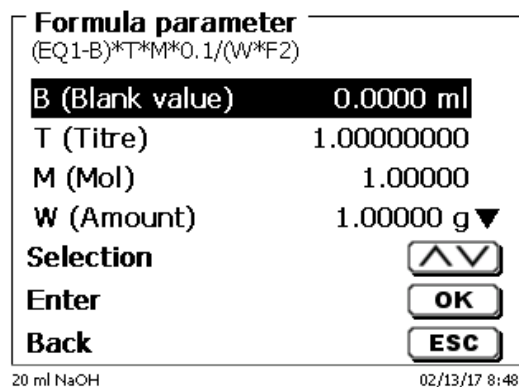 Formula parameter
(EQ1-B)*T*M*0.1/(W*F2)
B (Blank value) 0.0000 ml
T (Titre) 1.00000000
M (Mol) 1.00000
W (Amount) 1.00000 g▼
Selection
Enter OK
Back ESC
20 ml NaOH 02/13/17 8:48